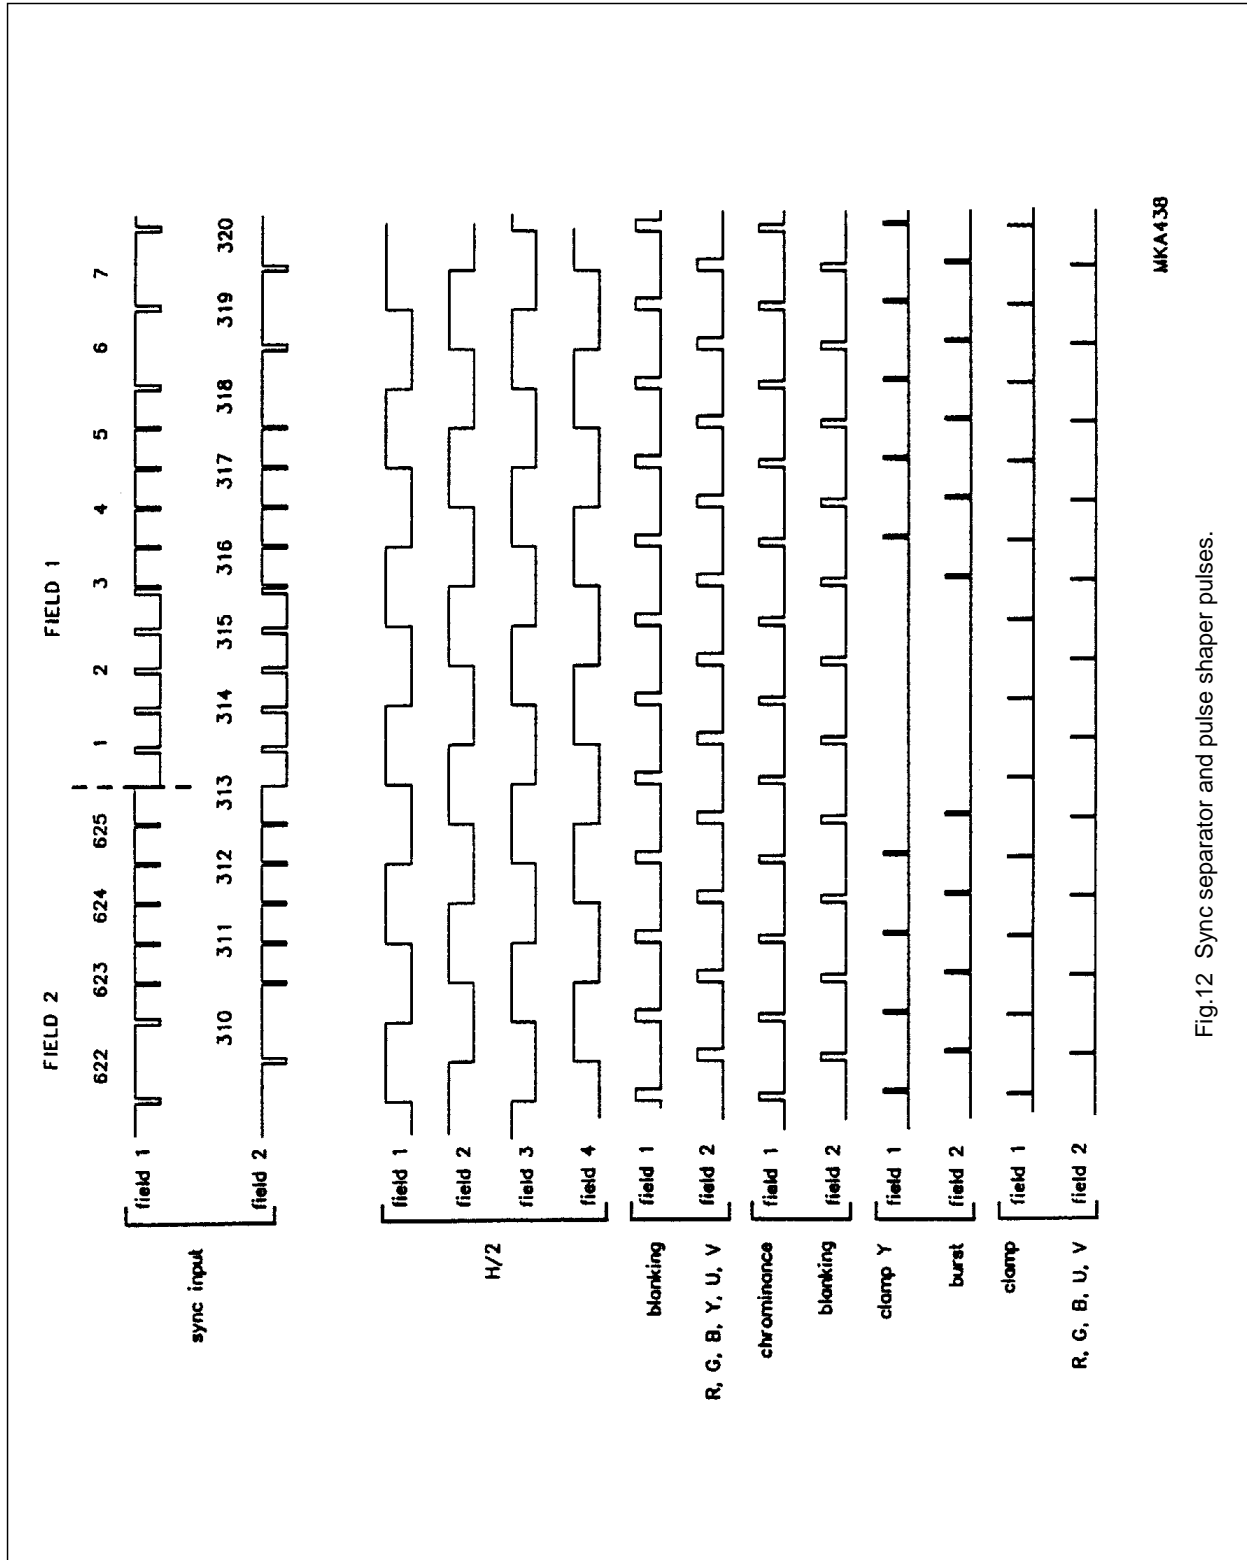 FIELD 2
FIELD 1
622 623 624 625 1 2 3 4 5 6 7
sync input
field 1
310 311 312 313 314 315 316 317 318 319 320
field 2
H/2
field 1
field 2
field 3
field 4
blanking
field 1
R, G, B, Y, U, V
field 2
chrominance
field 1
blanking
field 2
clamp Y
field 1
burst
field 2
clamp
field 1
R, G, B, U, V
field 2
MKA438
Fig.12 Sync separator and pulse shaper pulses.